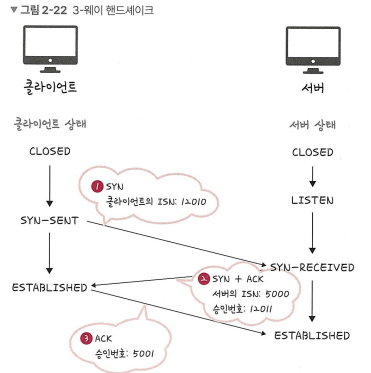 ▼ 그림 2-22 3-웨이 핸드셰이크
클라이언트
서버
클라이언트 상태
서버 상태
CLOSED
CLOSED
① SYN
클라이언트의 ISN: 12010
LISTEN
SYN-SENT
SYN-RECEIVED
② SYN + ACK
서버의 ISN: 5000
승인번호: 12011
ESTABLISHED
③ ACK
승인번호: 5001
ESTABLISHED